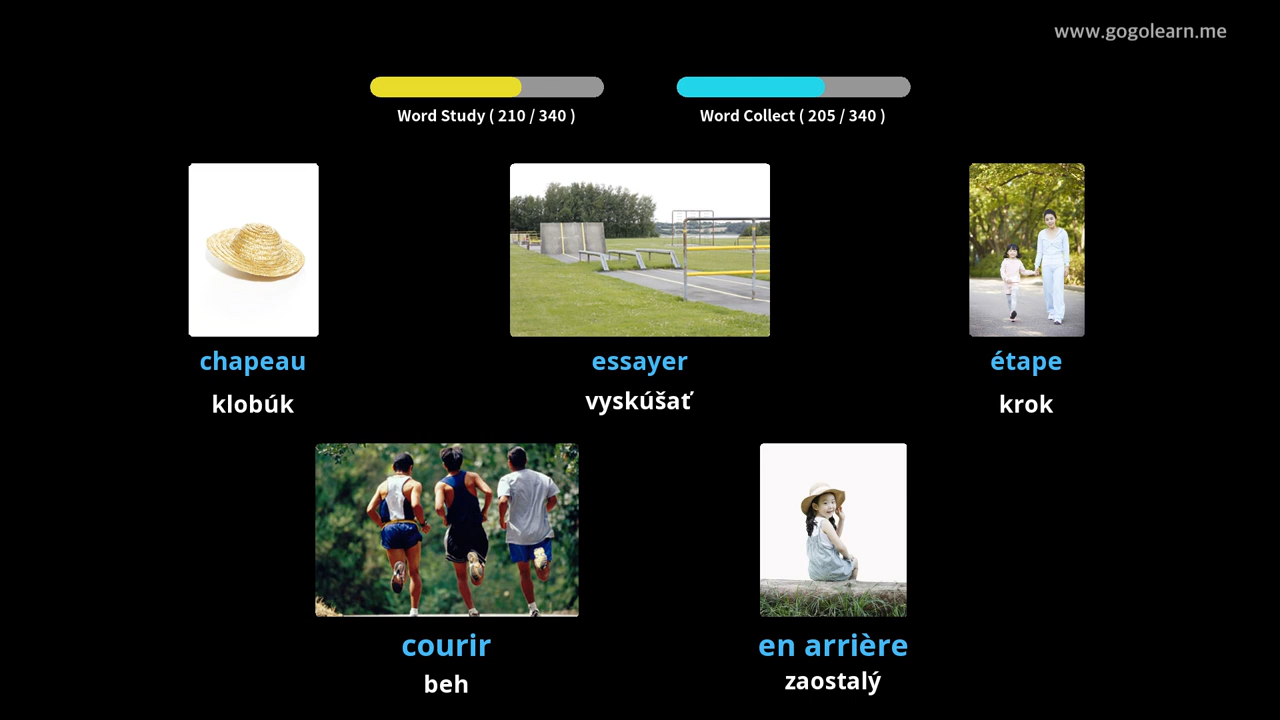 www.gogolearn.me
Word Study ( 210 / 340 )
Word Collect ( 205 / 340 )
chapeau
klobúk
essayer
vyskúšať
étape
krok
courir
beh
en arrière
zaostalý